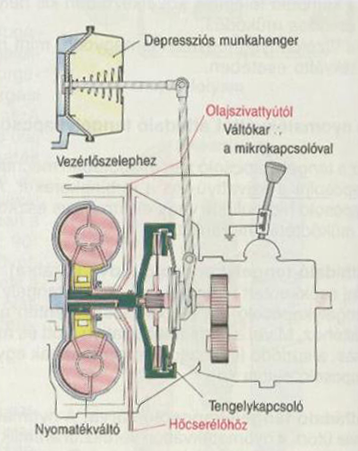 Depressziós munkahenger
Olajszivattyútól
Váltókar
a mikrokapcsolóval
Vezérlőszelephez
Tengelykapcsoló
Nyomatékváltó
Hőcserélőhöz